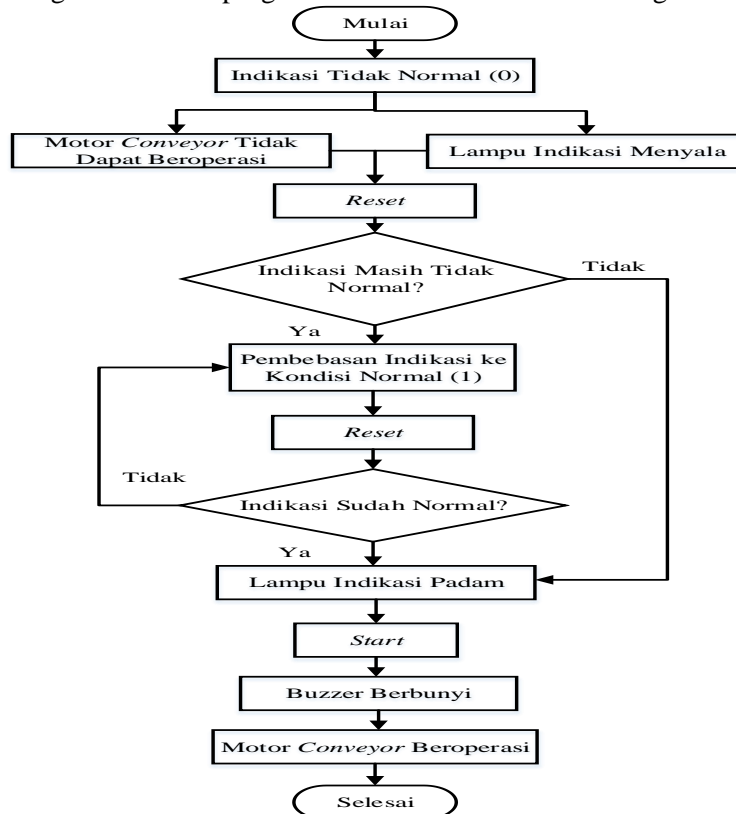 Mulai
Indikasi Tidak Normal (0)
Motor Conveyor Tidak
Dapat Beroperasi
Lampu Indikasi Menyala
Reset
Indikasi Masih Tidak
Normal?
Tidak
Ya
Pembebasan Indikasi ke
Kondisi Normal (1)
Reset
Tidak
Indikasi Sudah Normal?
Ya
Lampu Indikasi Padam
Start
Buzzer Berbunyi
Motor Conveyor Beroperasi
Selesai